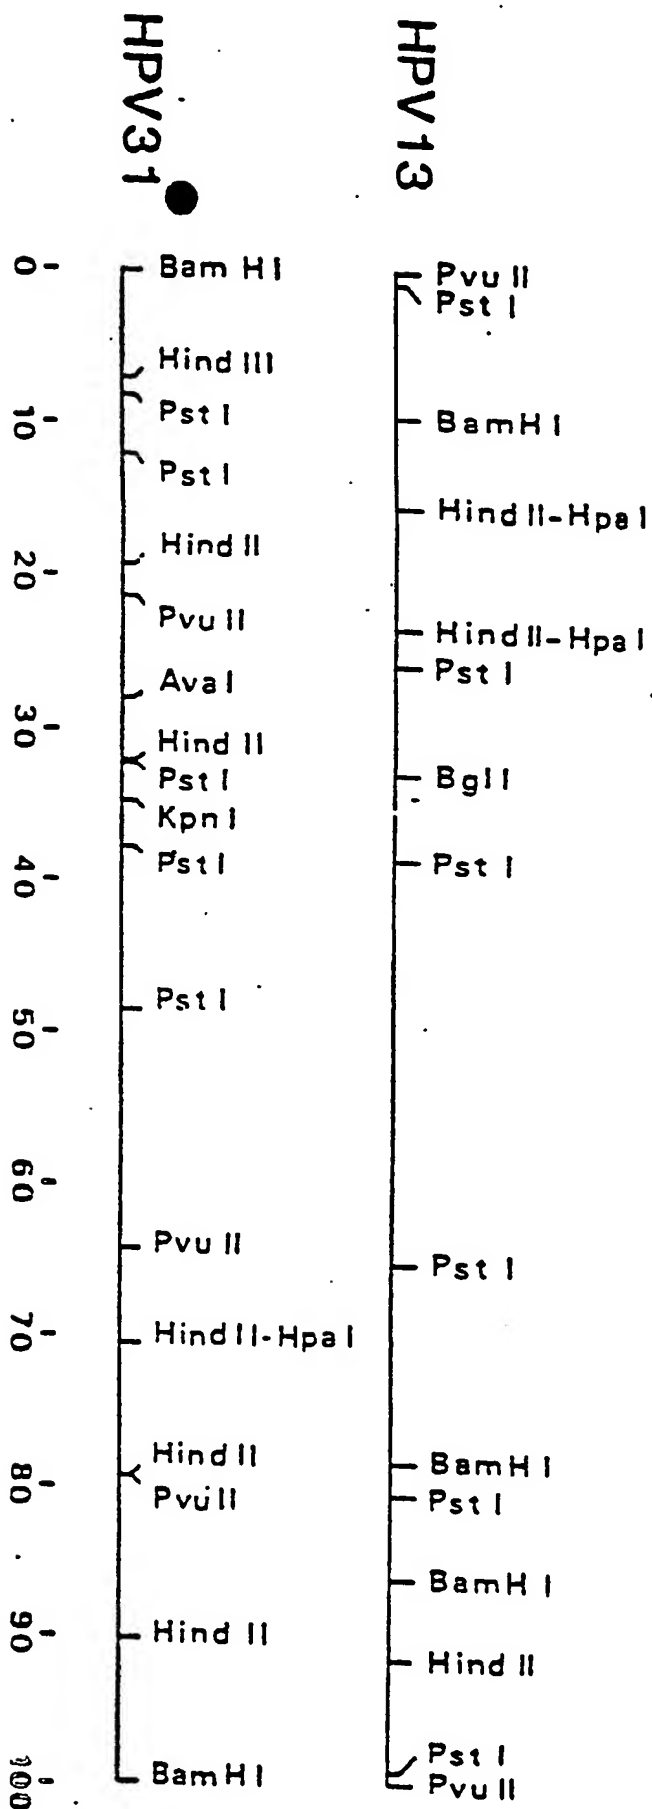 HPV31
0
10
20
30
40
50
60
70
80
90
100
Bam HI
Hind III
Pst I
Pst I
Hind II
Pvu II
Ava I
Hind II
Pst I
Kpn I
Pst I
Pst I
Pvu II
Hind II-Hpa I
Hind II
Pvu II
Hind II
BamH I
HPV13
Pvu II
Pst I
BamH I
Hind II-Hpa I
Hind II-Hpa I
Pst I
Bgl I
Pst I
Pst I
BamH I
Pst I
BamH I
Hind II
Pst I
Pvu II